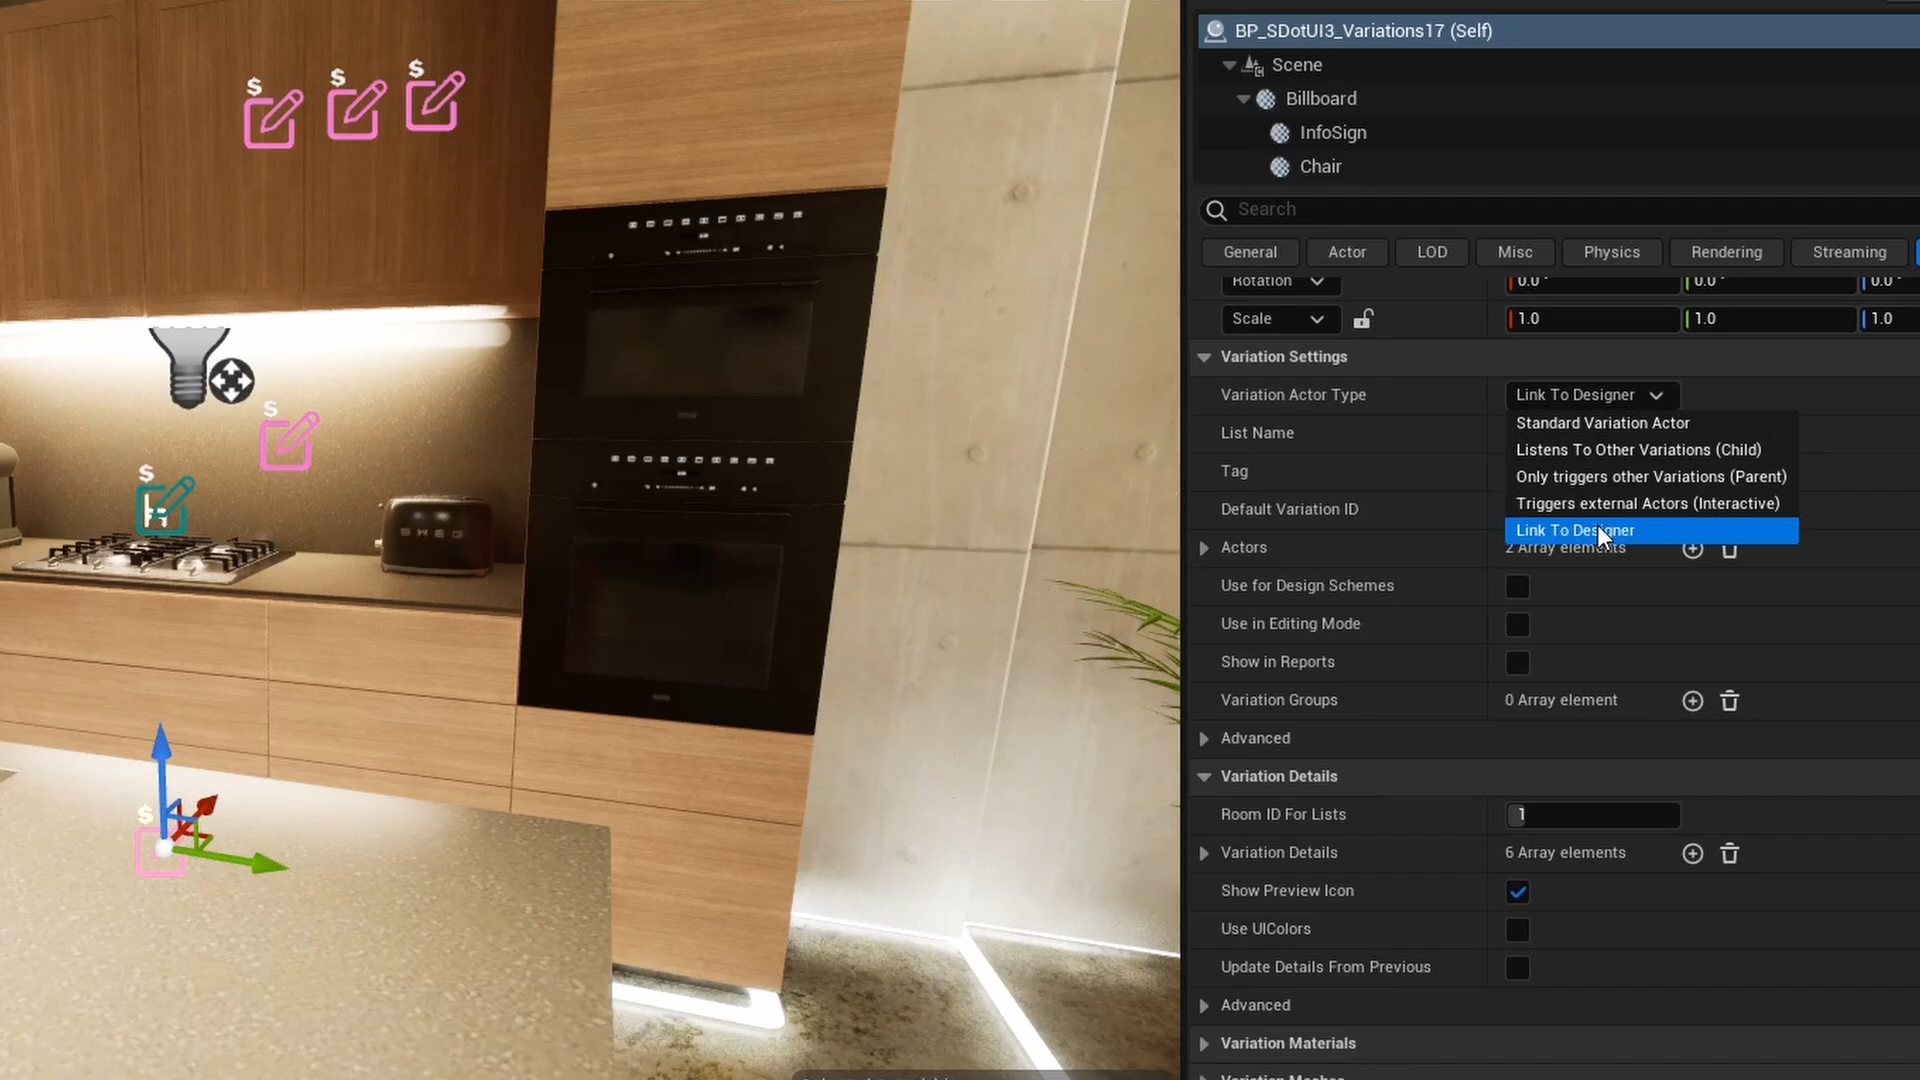 BP_SDotUI3_Variations17 (Self)
Scene
Billboard
InfoSign
Chair
Search
General Actor LOD Misc Physics Rendering Streaming
Rotation 0.0 ° 0.0 ° 0.0 °
Scale 1.0 1.0 1.0
Variation Settings
Variation Actor Type Link To Designer
Standard Variation Actor
List Name
Listens To Other Variations (Child)
Tag
Only triggers other Variations (Parent)
Default Variation ID
Triggers external Actors (Interactive)
Link To Designer
Actors 2 Array elements
Use for Design Schemes
Use in Editing Mode
Show in Reports
Variation Groups 0 Array element
Advanced
Variation Details
Room ID For Lists 1
Variation Details 6 Array elements
Show Preview Icon
Use UIColors
Update Details From Previous
Advanced
Variation Materials
Variation Meshes
$ $ $
$
$
SMEG
$